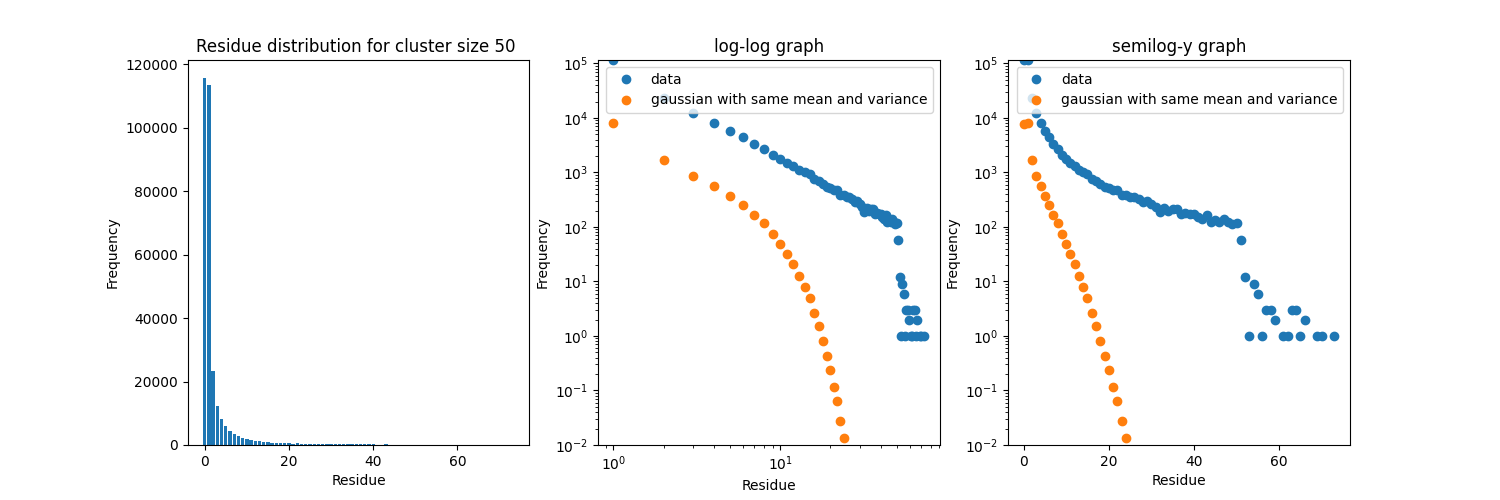 Residue distribution for cluster size 50
120000
100000
80000
60000
40000
20000
0
Frequency
0 20 40 60
Residue
log-log graph
data
gaussian with same mean and variance
10^5
10^4
10^3
10^2
10^1
10^0
10^-1
10^-2
Frequency
10^0 10^1
Residue
semilog-y graph
data
gaussian with same mean and variance
10^5
10^4
10^3
10^2
10^1
10^0
10^-1
10^-2
Frequency
0 20 40 60
Residue